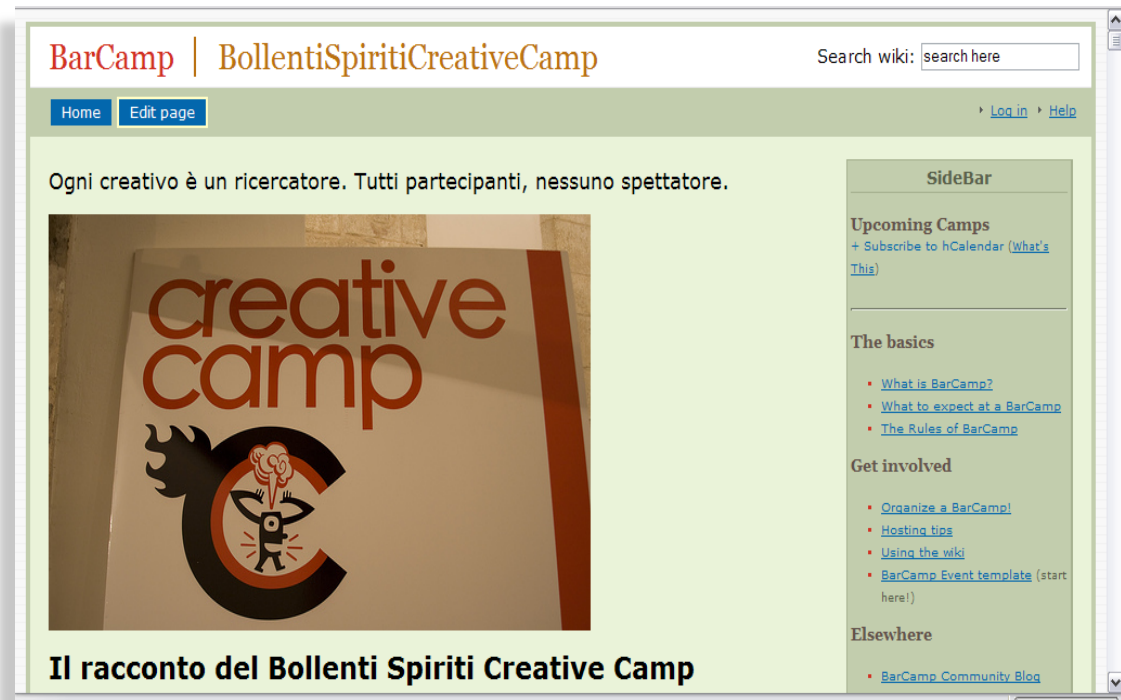 BarCamp | BollentiSpiritiCreativeCamp
Search wiki: search here
Home Edit page
Log in Help
Ogni creativo è un ricercatore. Tutti partecipanti, nessuno spettatore.
creative
camp
Il racconto del Bollenti Spiriti Creative Camp
SideBar
Upcoming Camps
+ Subscribe to hCalendar (What's
This)
The basics
What is BarCamp?
What to expect at a BarCamp
The Rules of BarCamp
Get involved
Organize a BarCamp!
Hosting tips
Using the wiki
BarCamp Event template (start
here!)
Elsewhere
BarCamp Community Blog